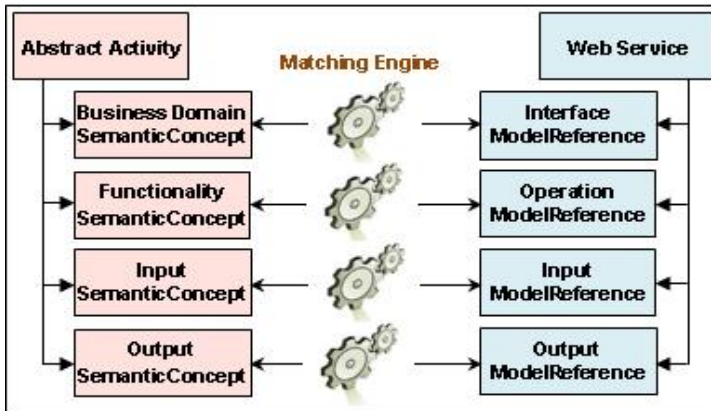 Abstract Activity
Web Service
Matching Engine
Business Domain
SemanticConcept
Interface
ModelReference
Functionality
SemanticConcept
Operation
ModelReference
Input
SemanticConcept
Input
ModelReference
Output
SemanticConcept
Output
ModelReference